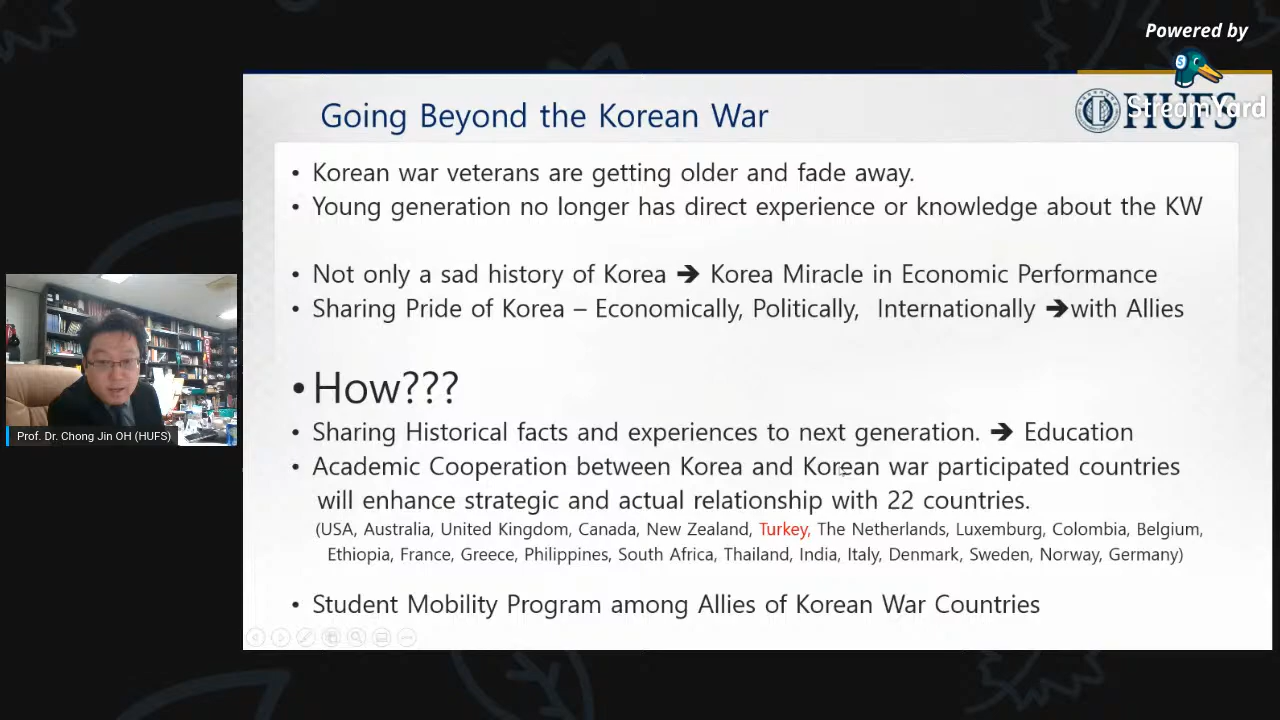 Powered by
StreamYard
HUFS
Going Beyond the Korean War
• Korean war veterans are getting older and fade away.
• Young generation no longer has direct experience or knowledge about the KW
• Not only a sad history of Korea ➔ Korea Miracle in Economic Performance
• Sharing Pride of Korea – Economically, Politically, Internationally ➔with Allies
• How???
• Sharing Historical facts and experiences to next generation. ➔ Education
• Academic Cooperation between Korea and Korean war participated countries
will enhance strategic and actual relationship with 22 countries.
(USA, Australia, United Kingdom, Canada, New Zealand, Turkey, The Netherlands, Luxemburg, Colombia, Belgium,
Ethiopia, France, Greece, Philippines, South Africa, Thailand, India, Italy, Denmark, Sweden, Norway, Germany)
• Student Mobility Program among Allies of Korean War Countries
Prof. Dr. Chong Jin OH (HUFS)